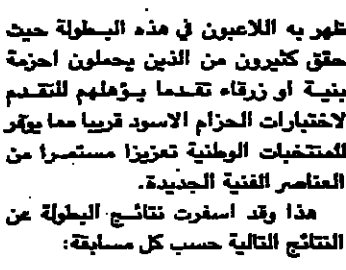 ظهر به اللاعبون في هذه البطولة حيث
حقق كثيرون من الذين يحملون احزمة
بنية او زرقاء تقدما يؤهلهم للتقدم
لاختبارات الحزام الاسود قريبا مما يوفر
للمنتخبات الوطنية تعزيزا مستمرا من
العناصر الفنية الجديدة.
هذا وقد اسفرت نتائج البطولة عن
النتائج التالية حسب كل مسابقة: